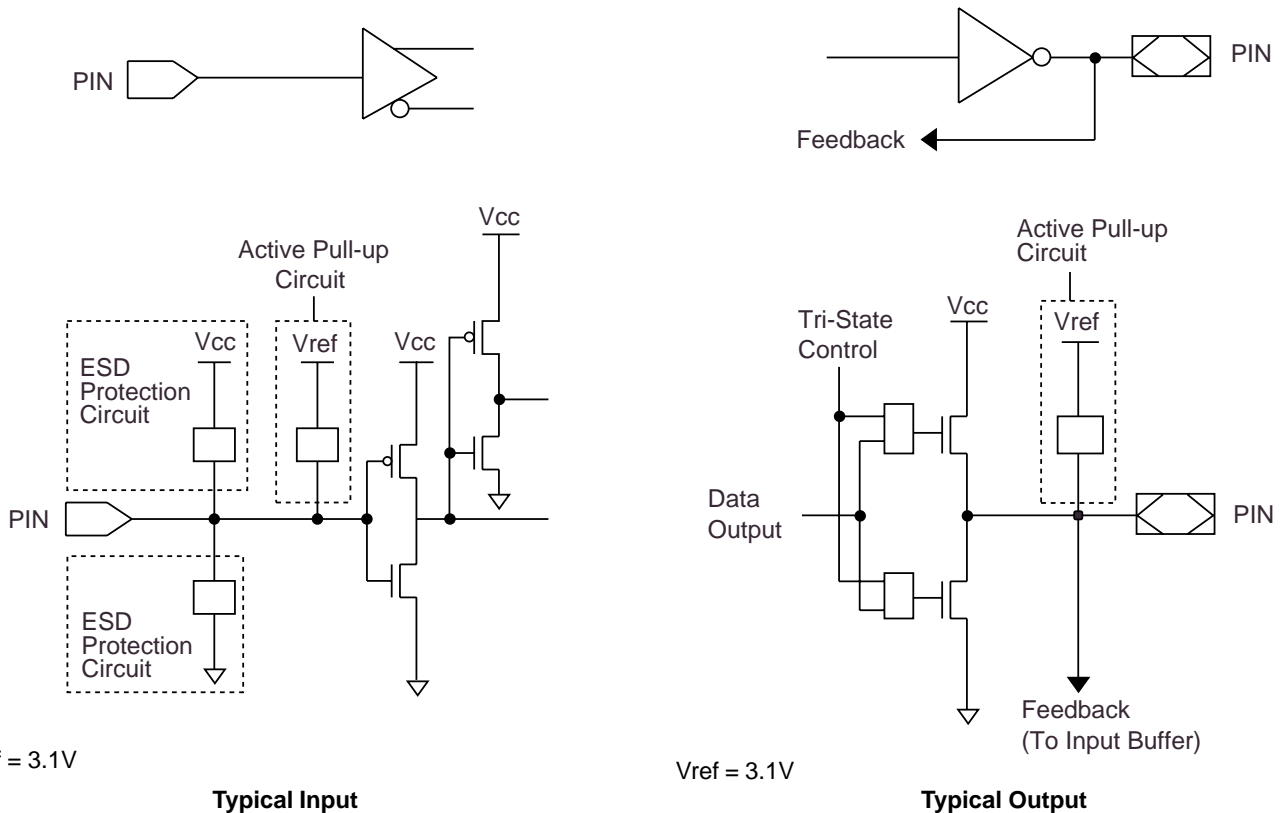 PIN
PIN
Feedback
Vcc
Active Pull-up
Circuit
Vcc
Vref
Vcc
ESD
Protection
Circuit
PIN
ESD
Protection
Circuit
= 3.1V
Typical Input
Active Pull-up
Circuit
Tri-State
Control
Vcc
Vref
Data
Output
PIN
Feedback
(To Input Buffer)
Vref = 3.1V
Typical Output